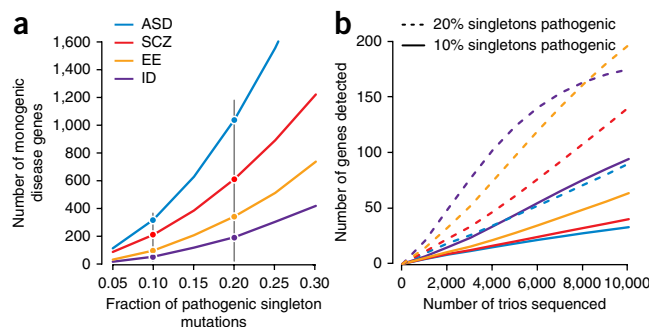 a
ASD
SCZ
EE
ID
Number of monogenic
disease genes
1,600
1,400
1,200
1,000
800
600
400
200
0
0.05 0.10 0.15 0.20 0.25 0.30
Fraction of pathogenic singleton
mutations
b
20% singletons pathogenic
10% singletons pathogenic
Number of genes detected
200
150
100
50
0
0 2,000 4,000 6,000 8,000 10,000
Number of trios sequenced